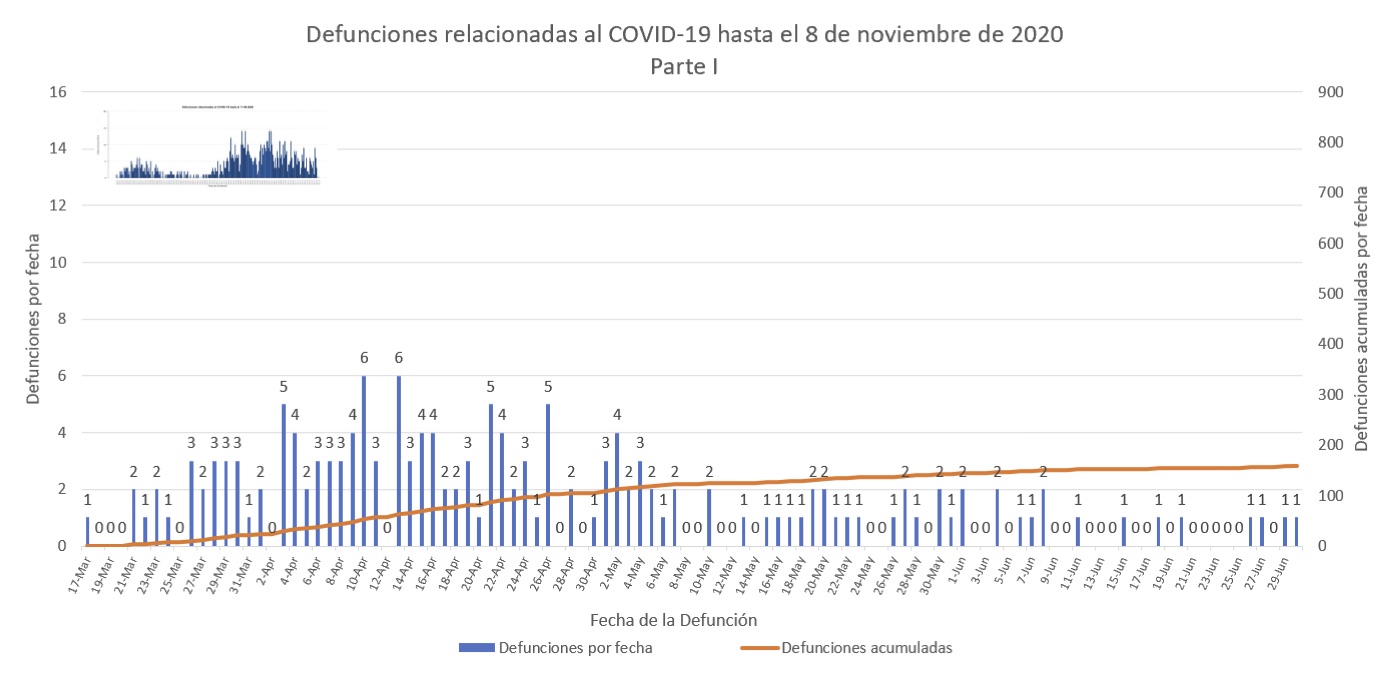 Defunciones relacionadas al COVID-19 hasta el 8 de noviembre de 2020
Parte I
16
14
12
10
8
6
4
2
0
900
800
700
600
500
400
300
200
100
0
Defunciones por fecha
Defunciones acumuladas por fecha
1 0 0 0 2 1 2 1 0 3 2 3 3 3 1 2 0 5 4 2 3 3 3 4 6 3 0 6 3 4 4 2 2 3 1 5 4 2 3 1 5 0 2 0 1 3 4 2 3 2 1 2 0 0 2 0 0 1 0 1 1 1 1 2 2 1 1 1 0 0 1 2 1 0 2 1 2 0 0 2 0 1 1 2 0 0 1 0 0 0 1 0 0 1 0 1 0 0 0 0 0 1 1 0 1 1
17-Mar 19-Mar 21-Mar 23-Mar 25-Mar 27-Mar 29-Mar 31-Mar 2-Apr 4-Apr 6-Apr 8-Apr 10-Apr 12-Apr 14-Apr 16-Apr 18-Apr 20-Apr 22-Apr 24-Apr 26-Apr 28-Apr 30-Apr 2-May 4-May 6-May 8-May 10-May 12-May 14-May 16-May 18-May 20-May 22-May 24-May 26-May 28-May 30-May 1-Jun 3-Jun 5-Jun 7-Jun 9-Jun 11-Jun 13-Jun 15-Jun 17-Jun 19-Jun 21-Jun 23-Jun 25-Jun 27-Jun 29-Jun
Fecha de la Defunción
Defunciones por fecha
Defunciones acumuladas